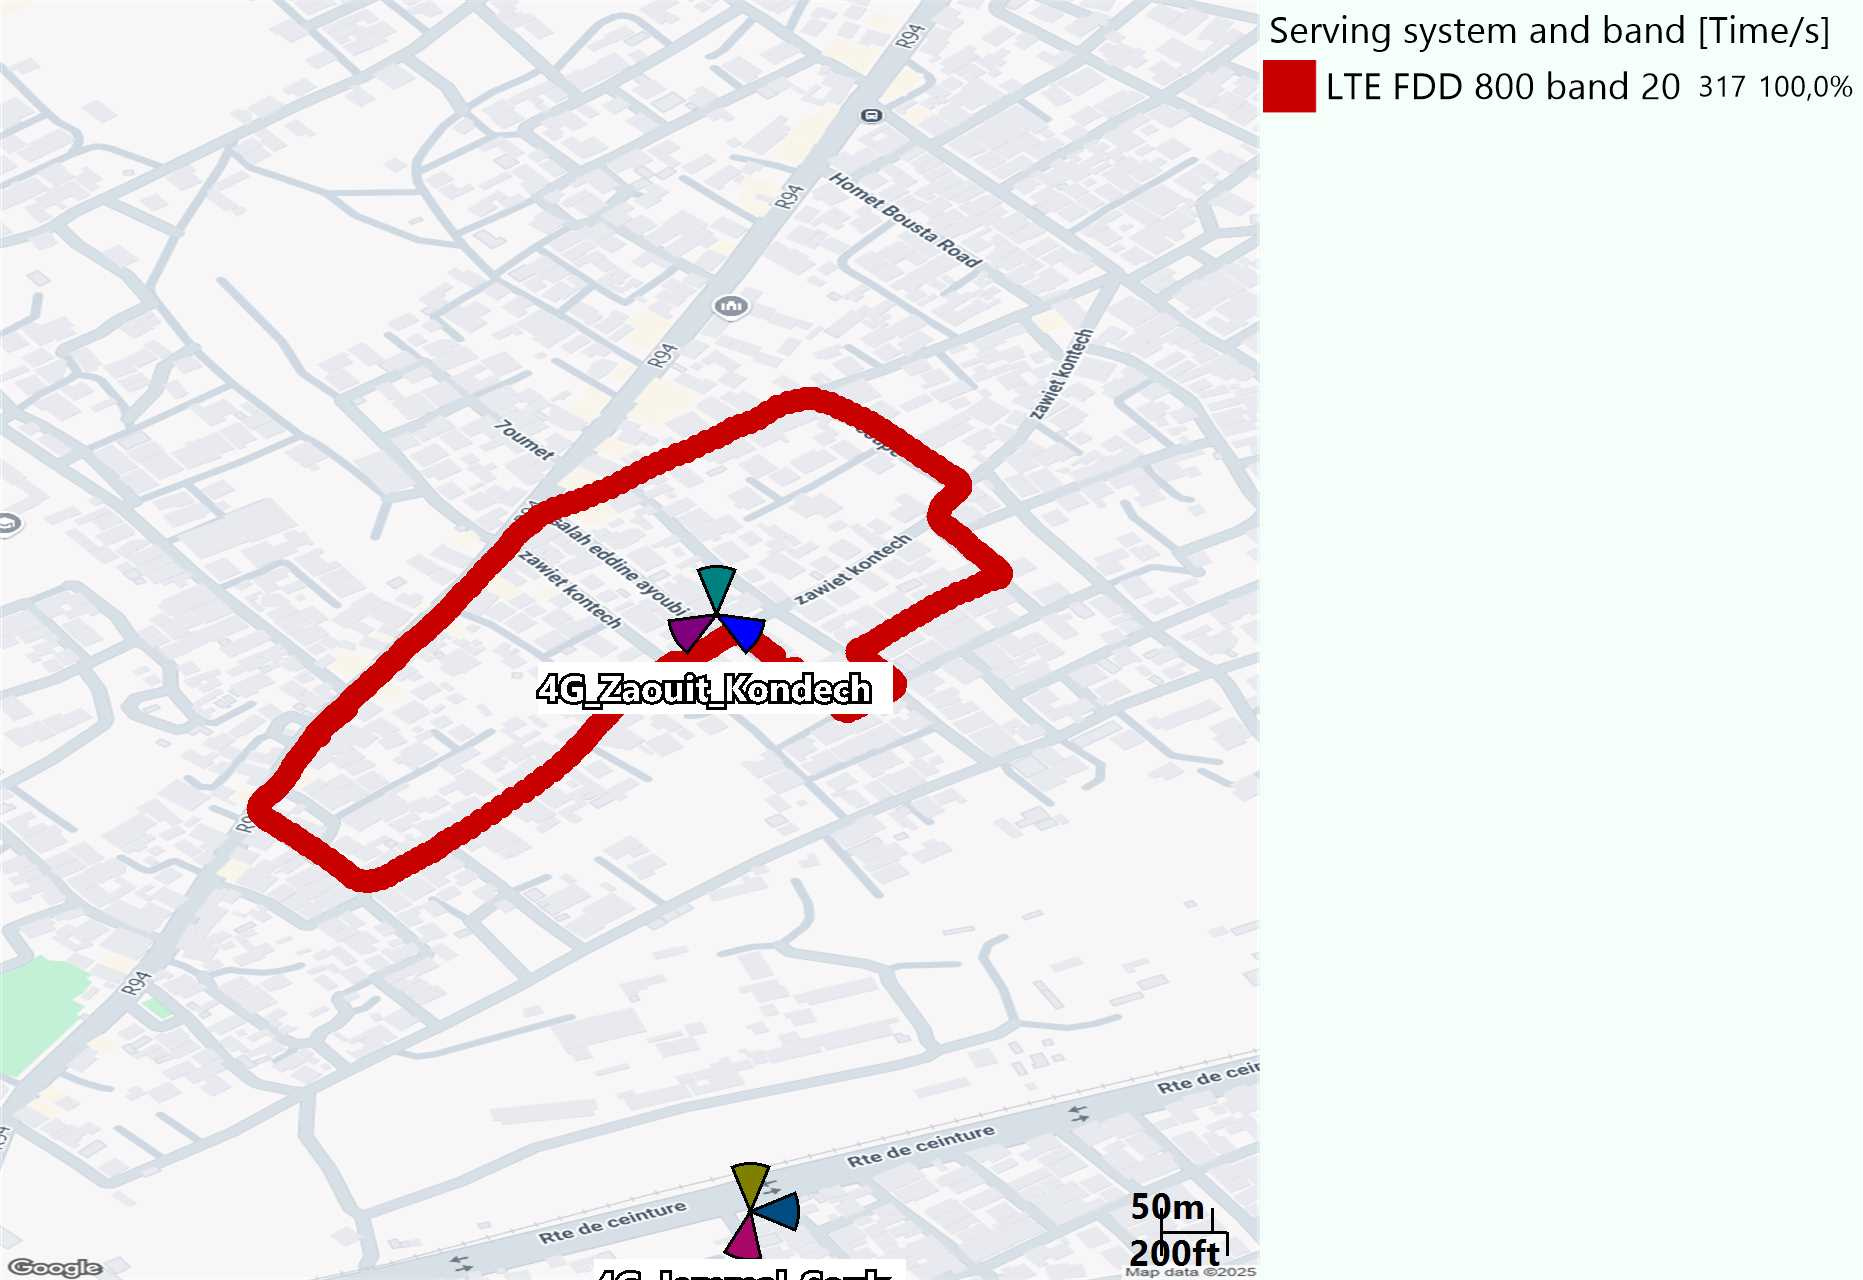 Serving system and band [Time/s]
LTE FDD 800 band 20 317 100,0%
R94
R94
Homet Bousta Road
R94
zawiet kontech
7oumet
salah eddine ayoubi
zawiet kontech
zawiet kontech
4G_Zaouit_Kondech
R94
Rte de
Rte de ceinture
Rte de ceinture
50m
200ft
Google
Map data ©2025